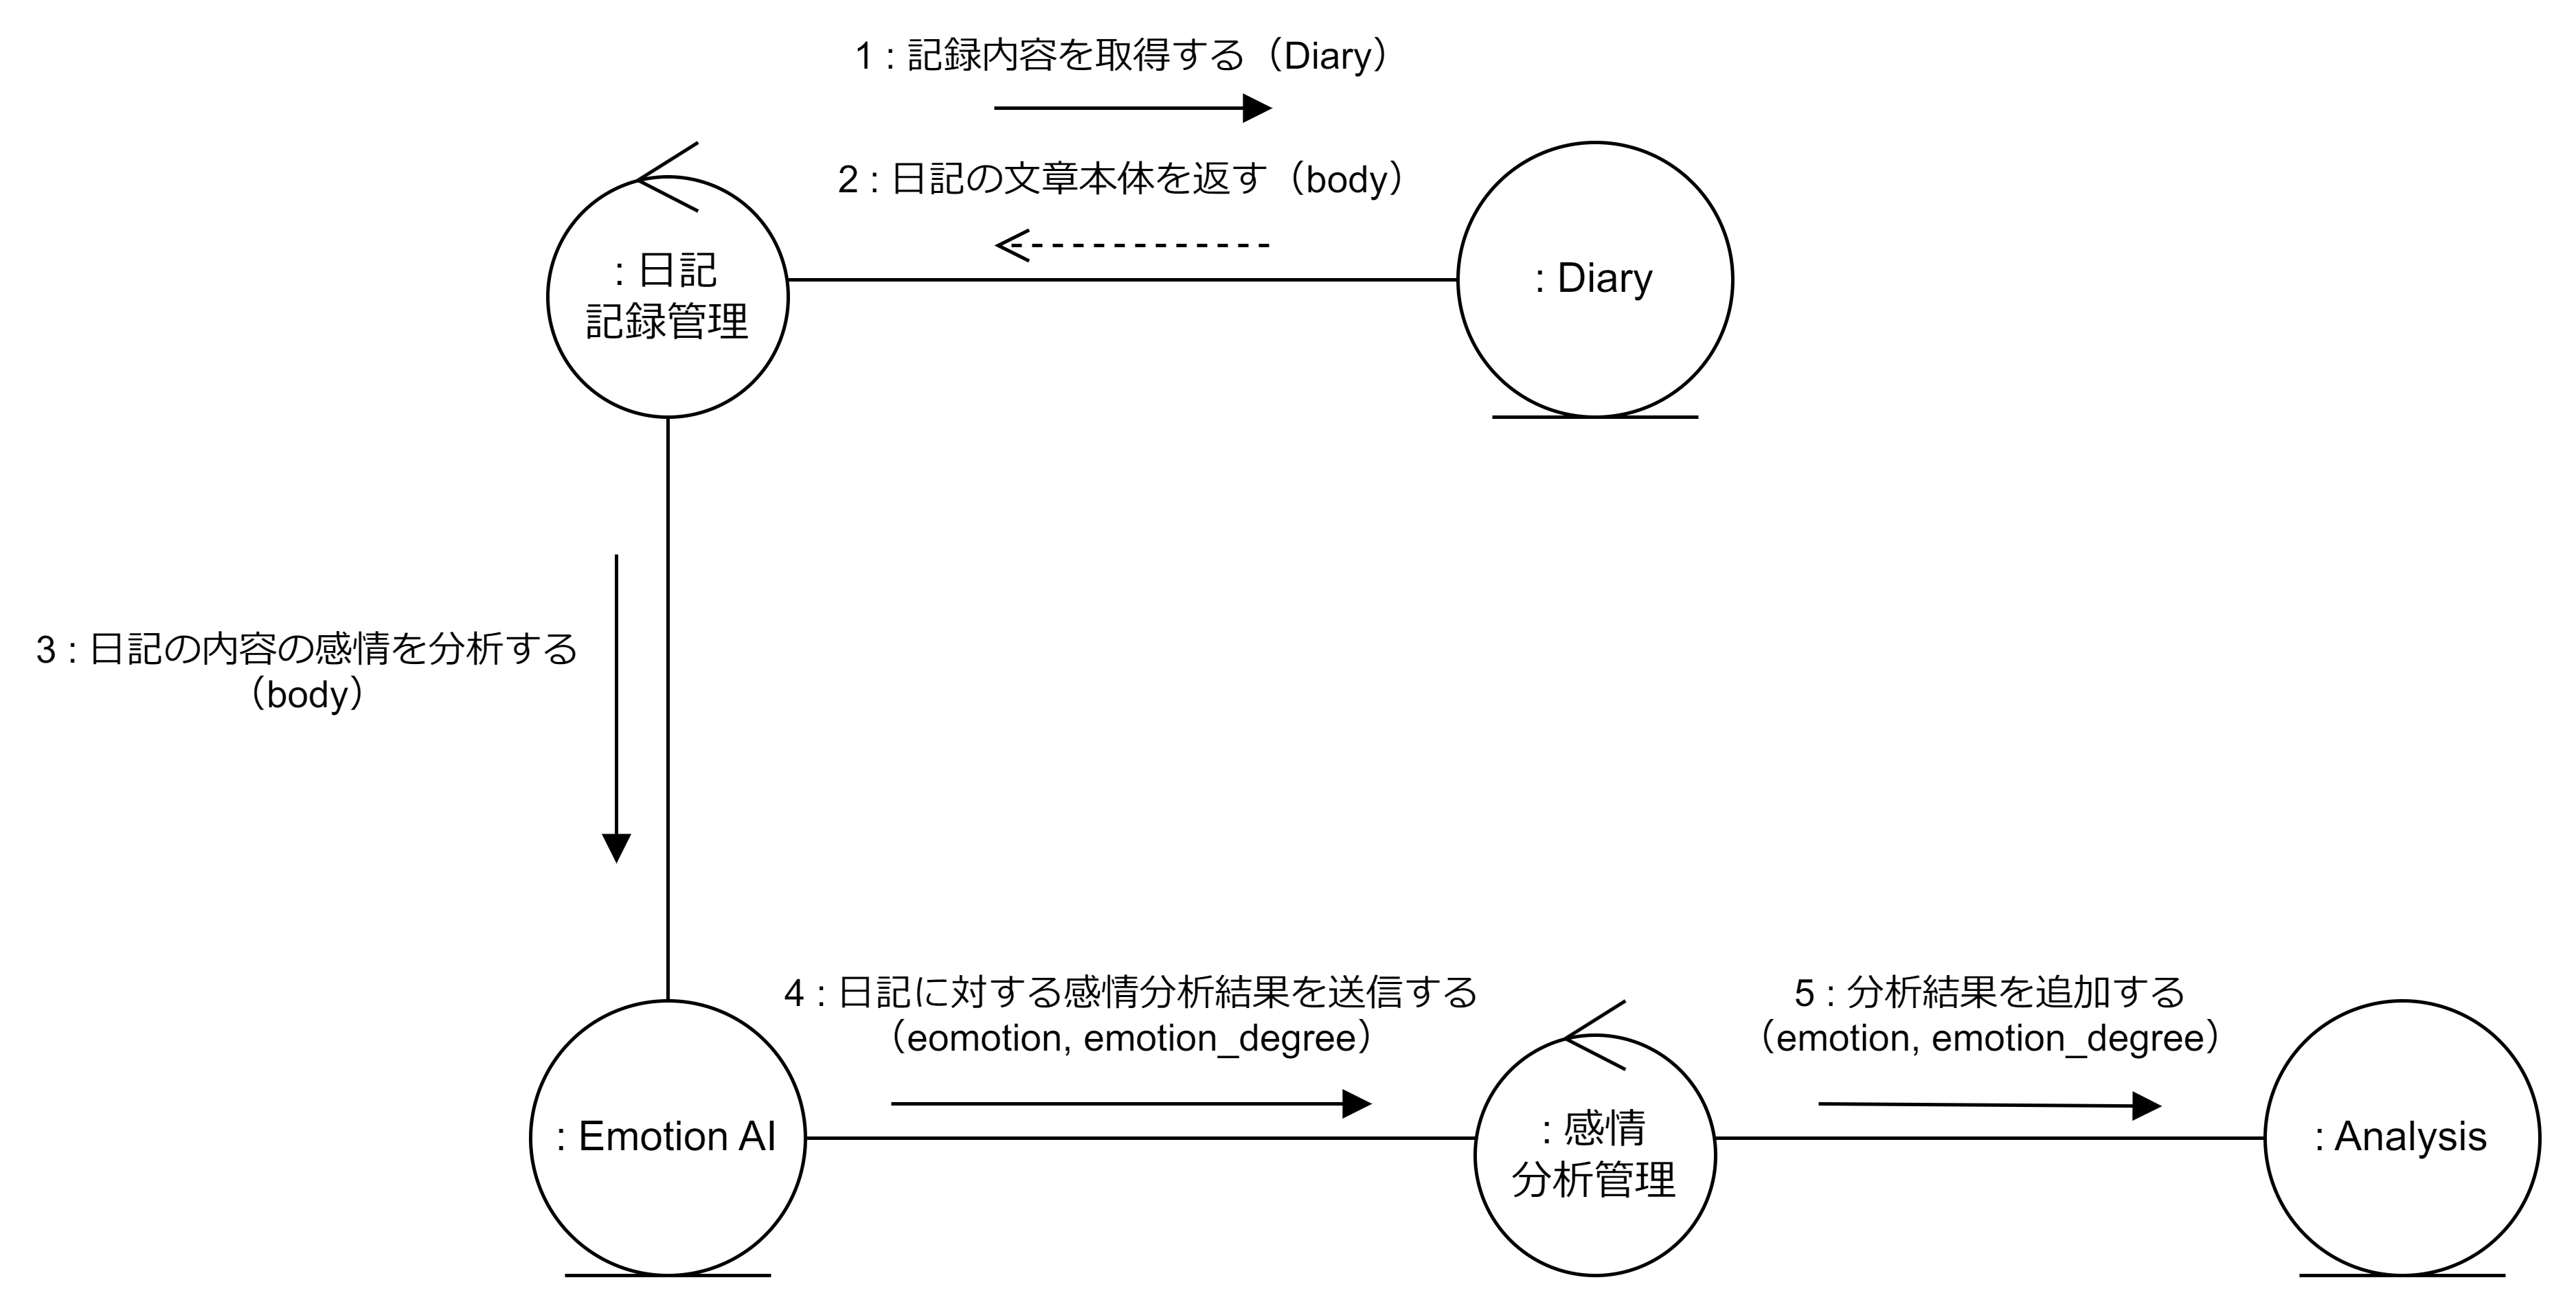 1 : 記録内容を取得する（Diary）
2 : 日記の文章本体を返す（body）
: 日記
記録管理
: Diary
3 : 日記の内容の感情を分析する
（body）
4 : 日記に対する感情分析結果を送信する
（eomotion, emotion_degree）
5 : 分析結果を追加する
（emotion, emotion_degree）
: Emotion AI
: 感情
分析管理
: Analysis